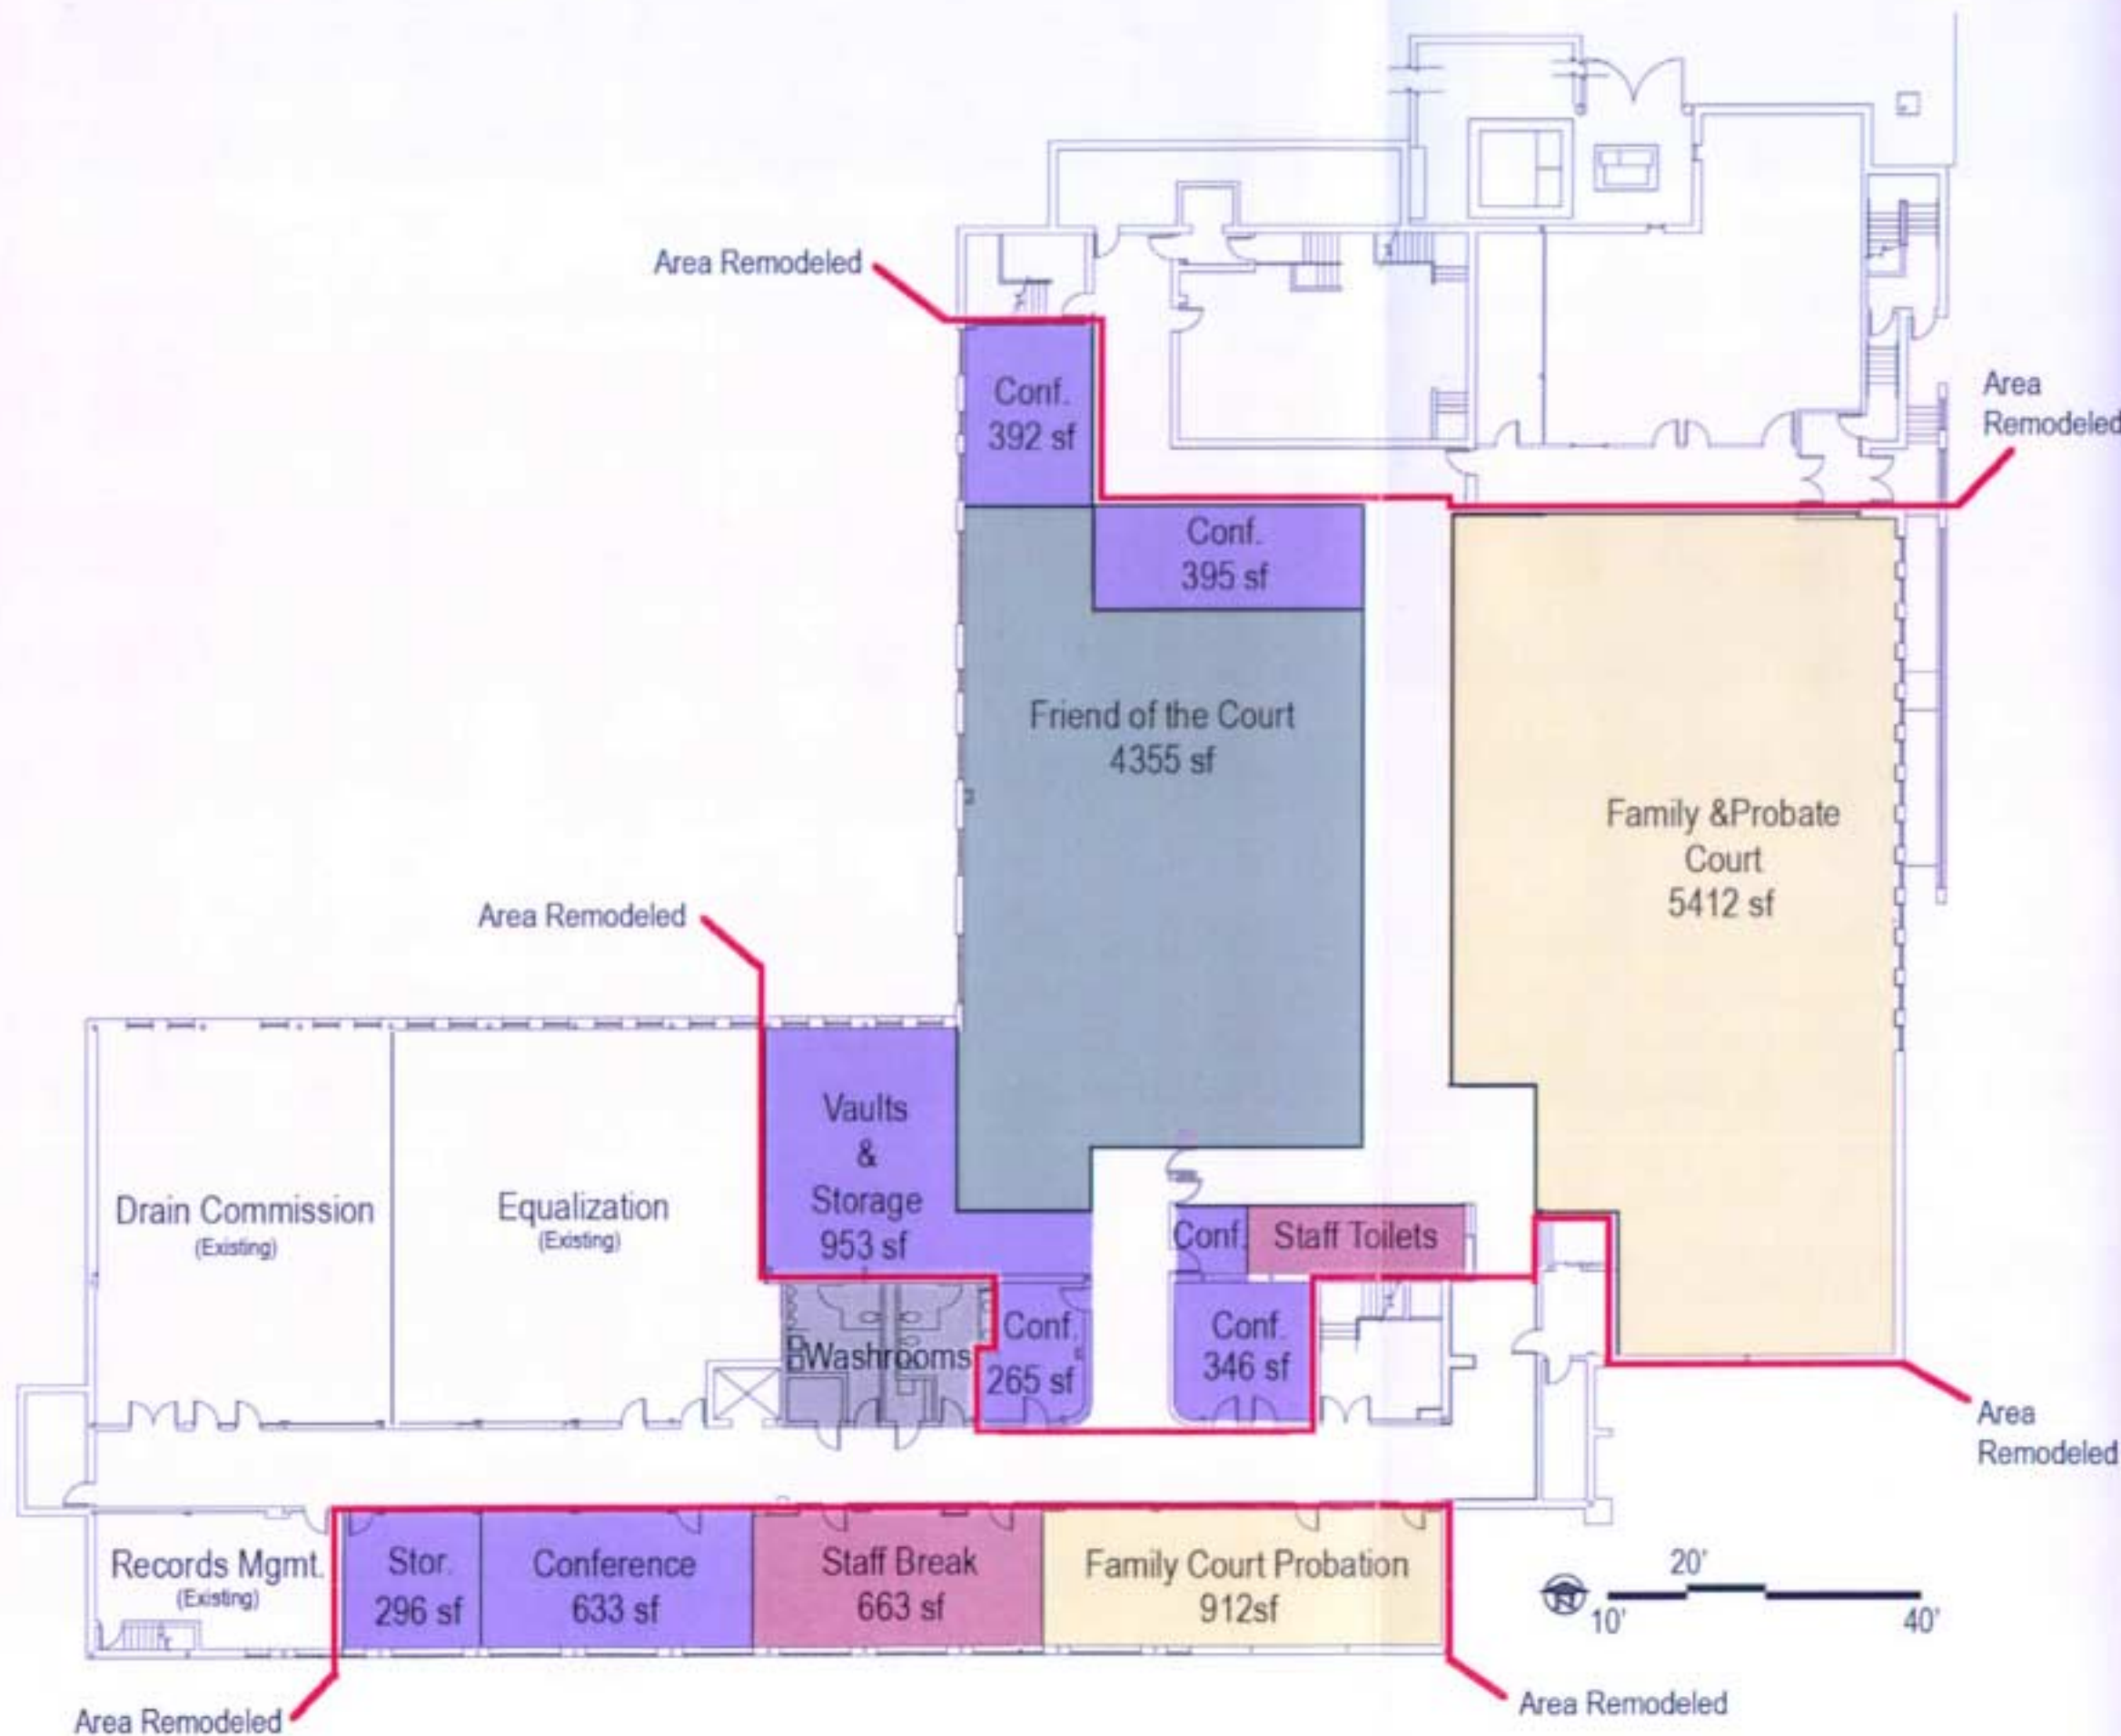 Area Remodeled
Area
Remodeled
Conf.
392 sf
Conf.
395 sf
Friend of the Court
4355 sf
Family &Probate
Court
5412 sf
Area Remodeled
Vaults
&
Storage
953 sf
Drain Commission
(Existing)
Equalization
(Existing)
Conf.
Staff Toilets
Washrooms
Conf.
265 sf
Conf.
346 sf
Area
Remodeled
Records Mgmt.
(Existing)
Stor.
296 sf
Conference
633 sf
Staff Break
663 sf
Family Court Probation
912sf
N
20'
10'
40'
Area Remodeled
Area Remodeled